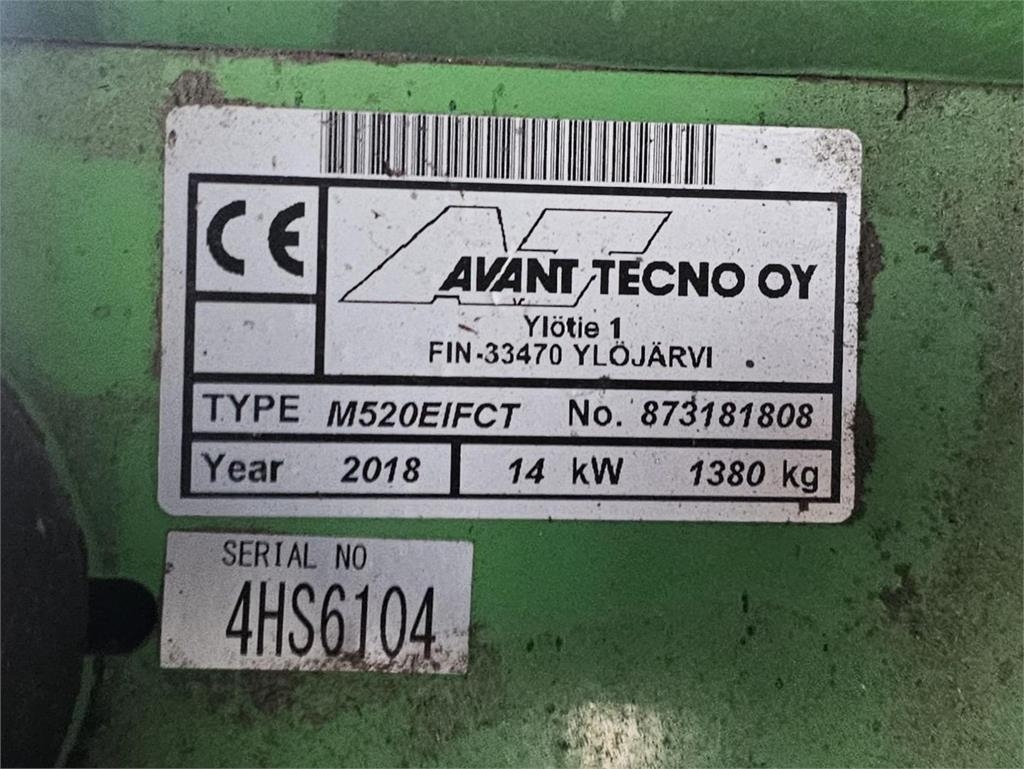 CE
AVANT TECNO OY
Ylötie 1
FIN-33470 YLÖJÄRVI
TYPE M520EIFCT No. 873181808
Year 2018 14 kW 1380 kg
SERIAL NO
4HS6104